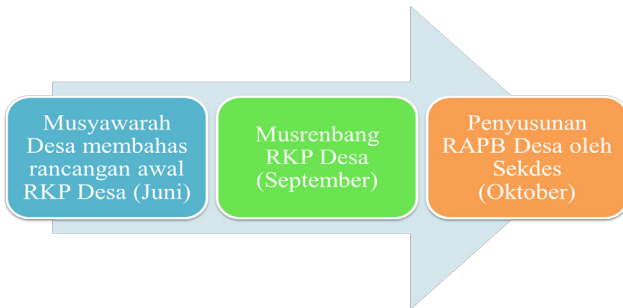 Musyawarah
Desa membahas
rancangan awal
RKP Desa (Juni)
Musrenbang
RKP Desa
(September)
Penyusunan
RAPB Desa oleh
Sekdes
(Oktober)